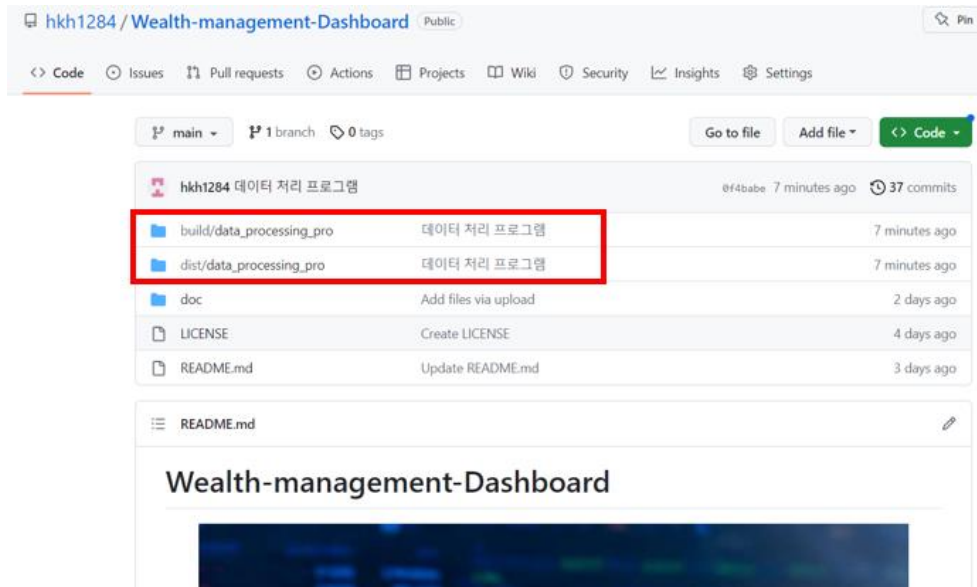 hkh1284 / Wealth-management-Dashboard Public Pin
Code Issues Pull requests Actions Projects Wiki Security Insights Settings
main 1 branch 0 tags Go to file Add file Code
hkh1284 데이터 처리 프로그램 0f4babe 7 minutes ago 37 commits
build/data_processing_pro 데이터 처리 프로그램 7 minutes ago
dist/data_processing_pro 데이터 처리 프로그램 7 minutes ago
doc Add files via upload 2 days ago
LICENSE Create LICENSE 4 days ago
README.md Update README.md 3 days ago
README.md
Wealth-management-Dashboard